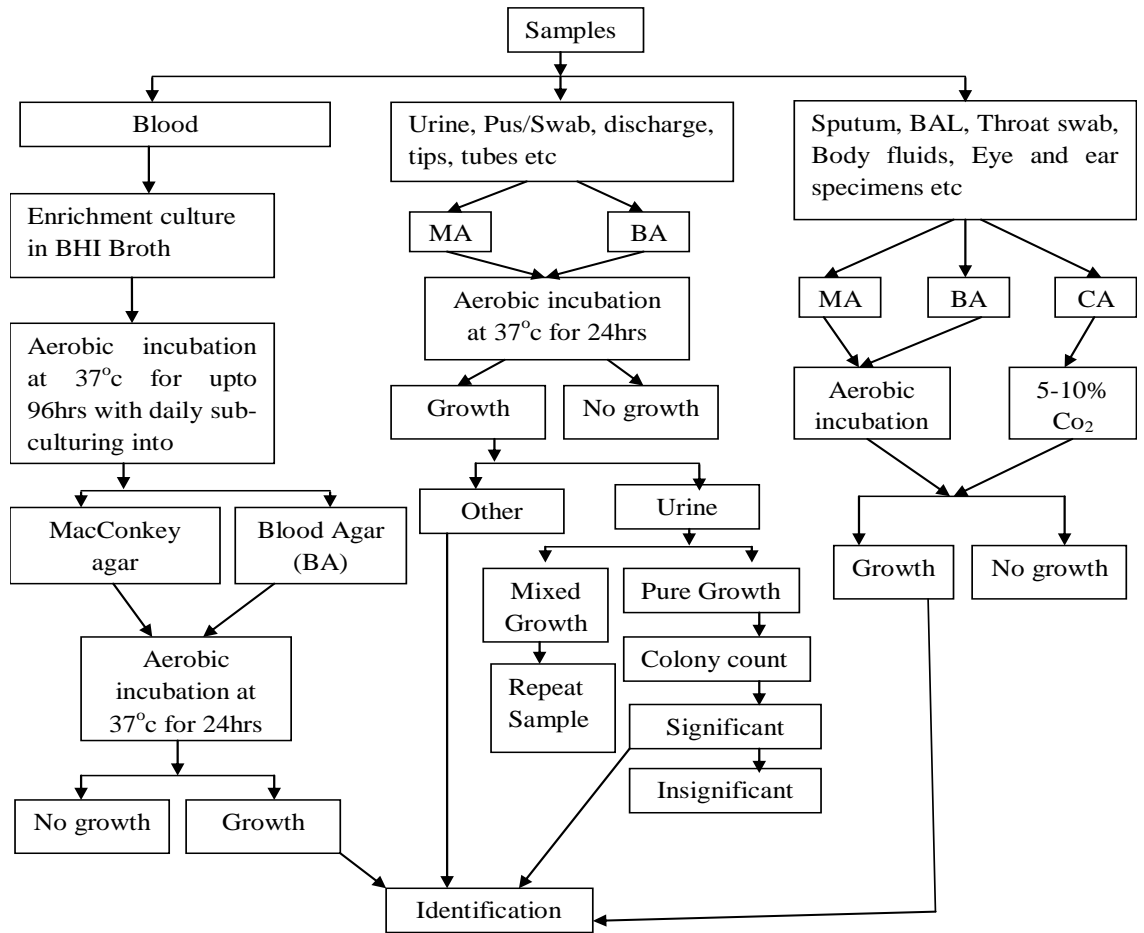 Samples
Blood
Urine, Pus/Swab, discharge,
tips, tubes etc
Sputum, BAL, Throat swab,
Body fluids, Eye and ear
specimens etc
Enrichment culture
in BHI Broth
MA
BA
MA
BA
CA
Aerobic incubation
at 37°c for upto
96hrs with daily sub-
culturing into
Aerobic incubation
at 37°c for 24hrs
Aerobic
incubation
5-10%
Co₂
Growth
No growth
MacConkey
agar
Blood Agar
(BA)
Other
Urine
Growth
No growth
Mixed
Growth
Pure Growth
Aerobic
incubation at
37°c for 24hrs
Repeat
Sample
Colony count
Significant
Insignificant
No growth
Growth
Identification